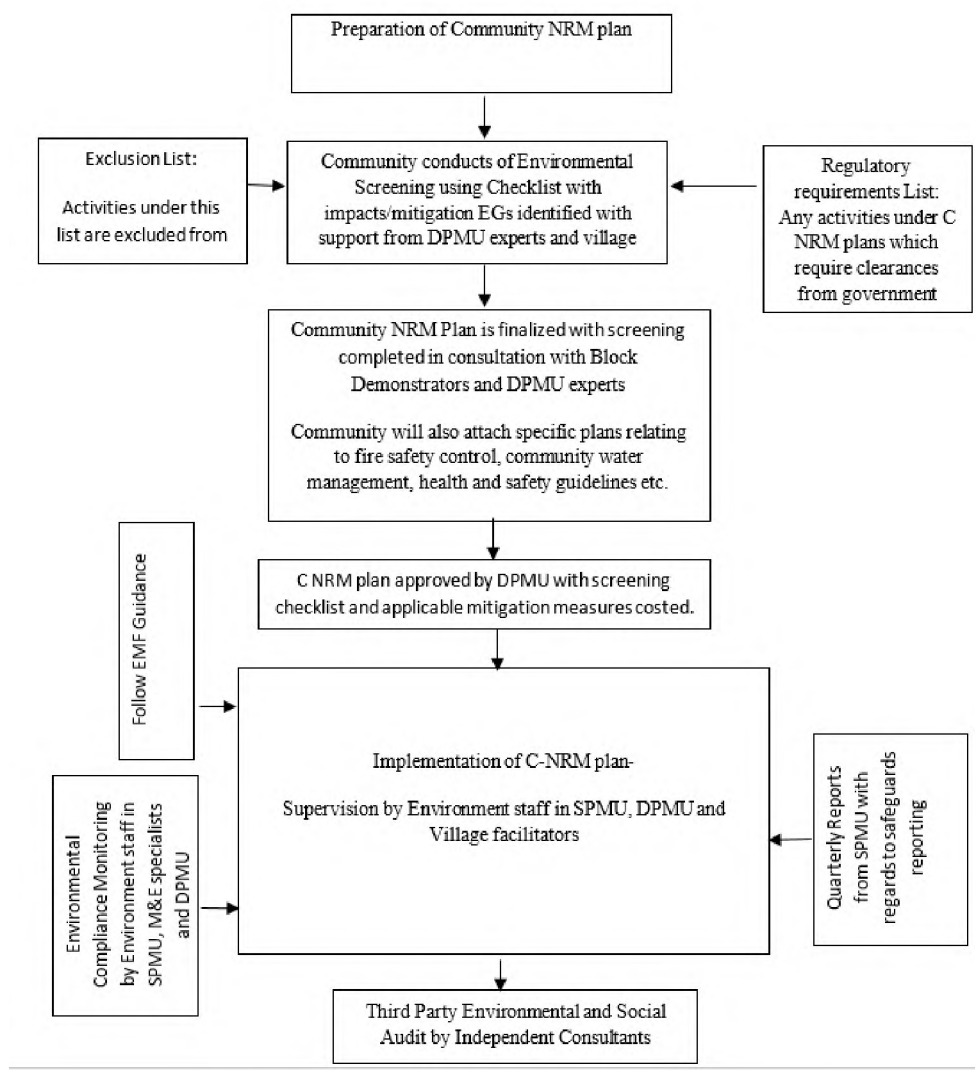 Preparation of Community NRM plan
Exclusion List:
Activities under this
list are excluded from
Community conducts of Environmental
Screening using Checklist with
impacts/mitigation EGs identified with
support from DPMU experts and village
Regulatory
requirements List:
Any activities under C
NRM plans which
require clearances
from government
Community NRM Plan is finalized with screening
completed in consultation with Block
Demonstrators and DPMU experts
Community will also attach specific plans relating
to fire safety control, community water
management, health and safety guidelines etc.
C NRM plan approved by DPMU with screening
checklist and applicable mitigation measures costed.
Follow EMF Guidance
Implementation of C-NRM plan-
Supervision by Environment staff in SPMU, DPMU and
Village facilitators
Environmental
Compliance Monitoring
by Environment staff in
SPMU, M&E specialists
and DPMU
Quarterly Reports
from SPMU with
regards to safeguards
reporting
Third Party Environmental and Social
Audit by Independent Consultants